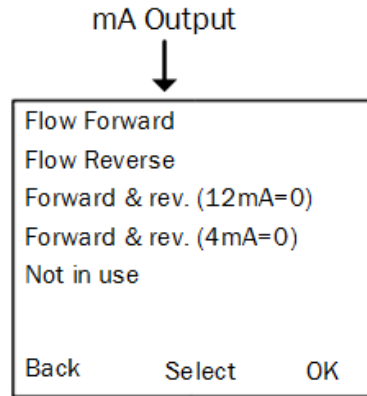 mA Output
Flow Forward
Flow Reverse
Forward & rev. (12mA=0)
Forward & rev. (4mA=0)
Not in use
Back Select OK